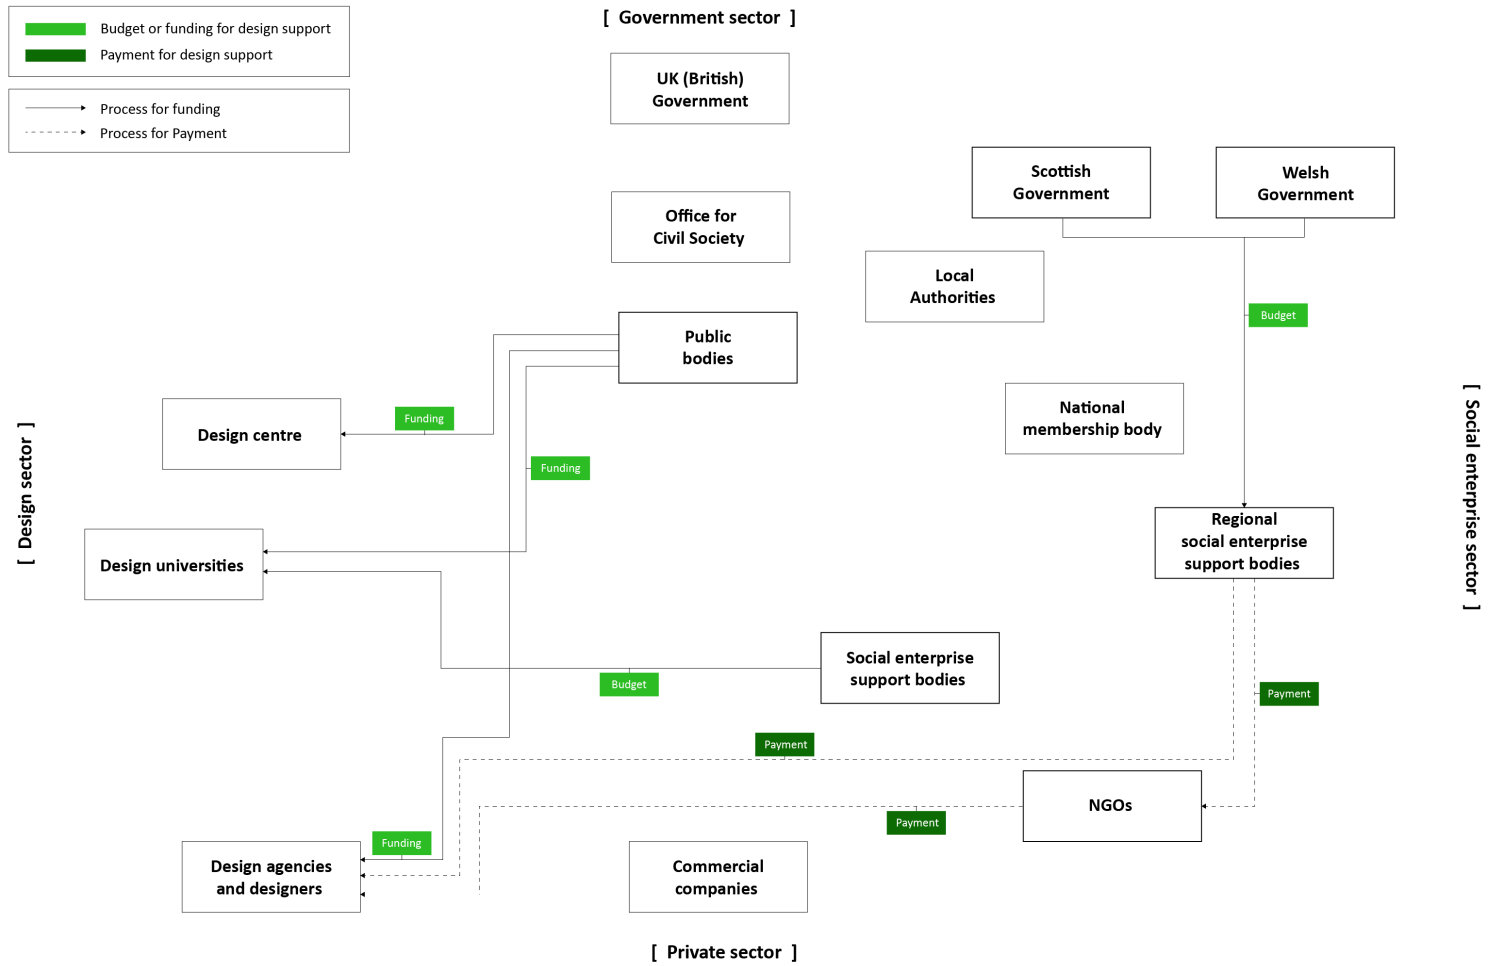 Budget or funding for design support
Payment for design support
Process for funding
Process for Payment
[ Government sector ]
UK (British)
Government
Scottish
Government
Welsh
Government
Office for
Civil Society
Local
Authorities
Budget
Public
bodies
National
membership body
Design centre
Funding
Funding
[ Design sector ]
[ Social enterprise sector ]
Design universities
Regional
social enterprise
support bodies
Social enterprise
support bodies
Budget
Payment
Payment
NGOs
Payment
Funding
Design agencies
and designers
Commercial
companies
[ Private sector ]